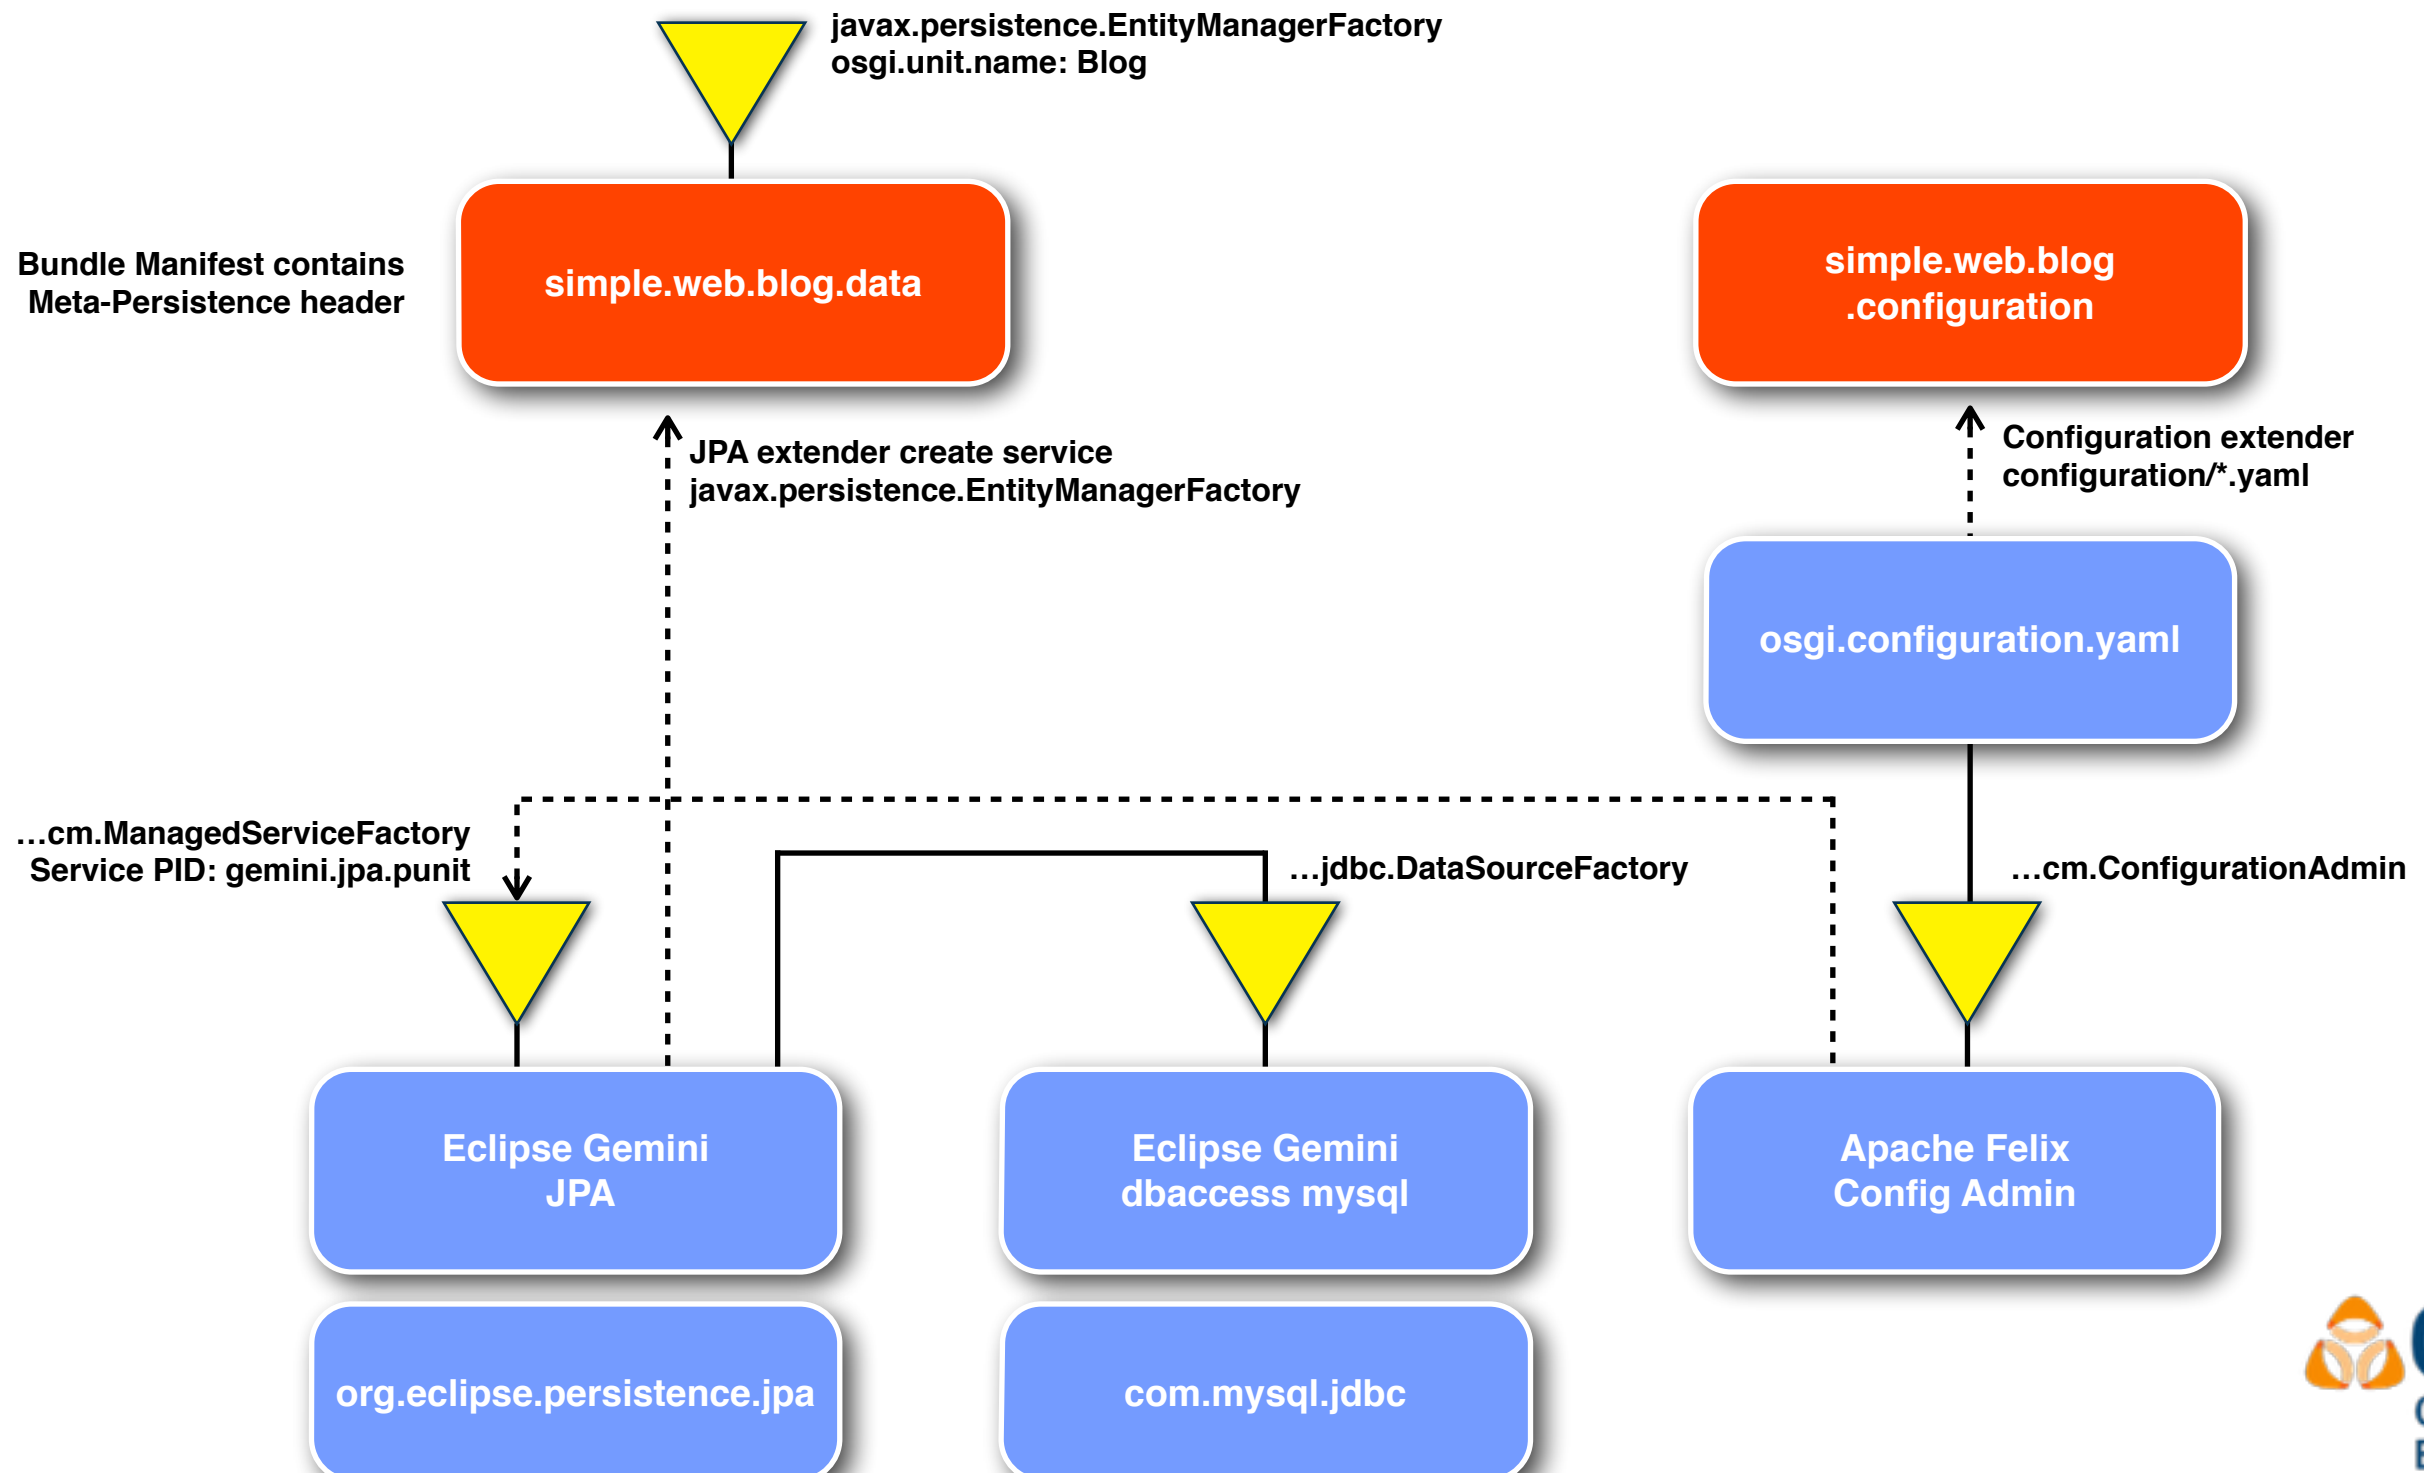 javax.persistence.EntityManagerFactory
osgi.unit.name: Blog
Bundle Manifest contains
Meta-Persistence header
simple.web.blog.data
simple.web.blog
.configuration
JPA extender create service
javax.persistence.EntityManagerFactory
Configuration extender
configuration/*.yaml
osgi.configuration.yaml
...cm.ManagedServiceFactory
Service PID: gemini.jpa.punit
...jdbc.DataSourceFactory
...cm.ConfigurationAdmin
Eclipse Gemini
JPA
Eclipse Gemini
dbaccess mysql
Apache Felix
Config Admin
org.eclipse.persistence.jpa
com.mysql.jdbc